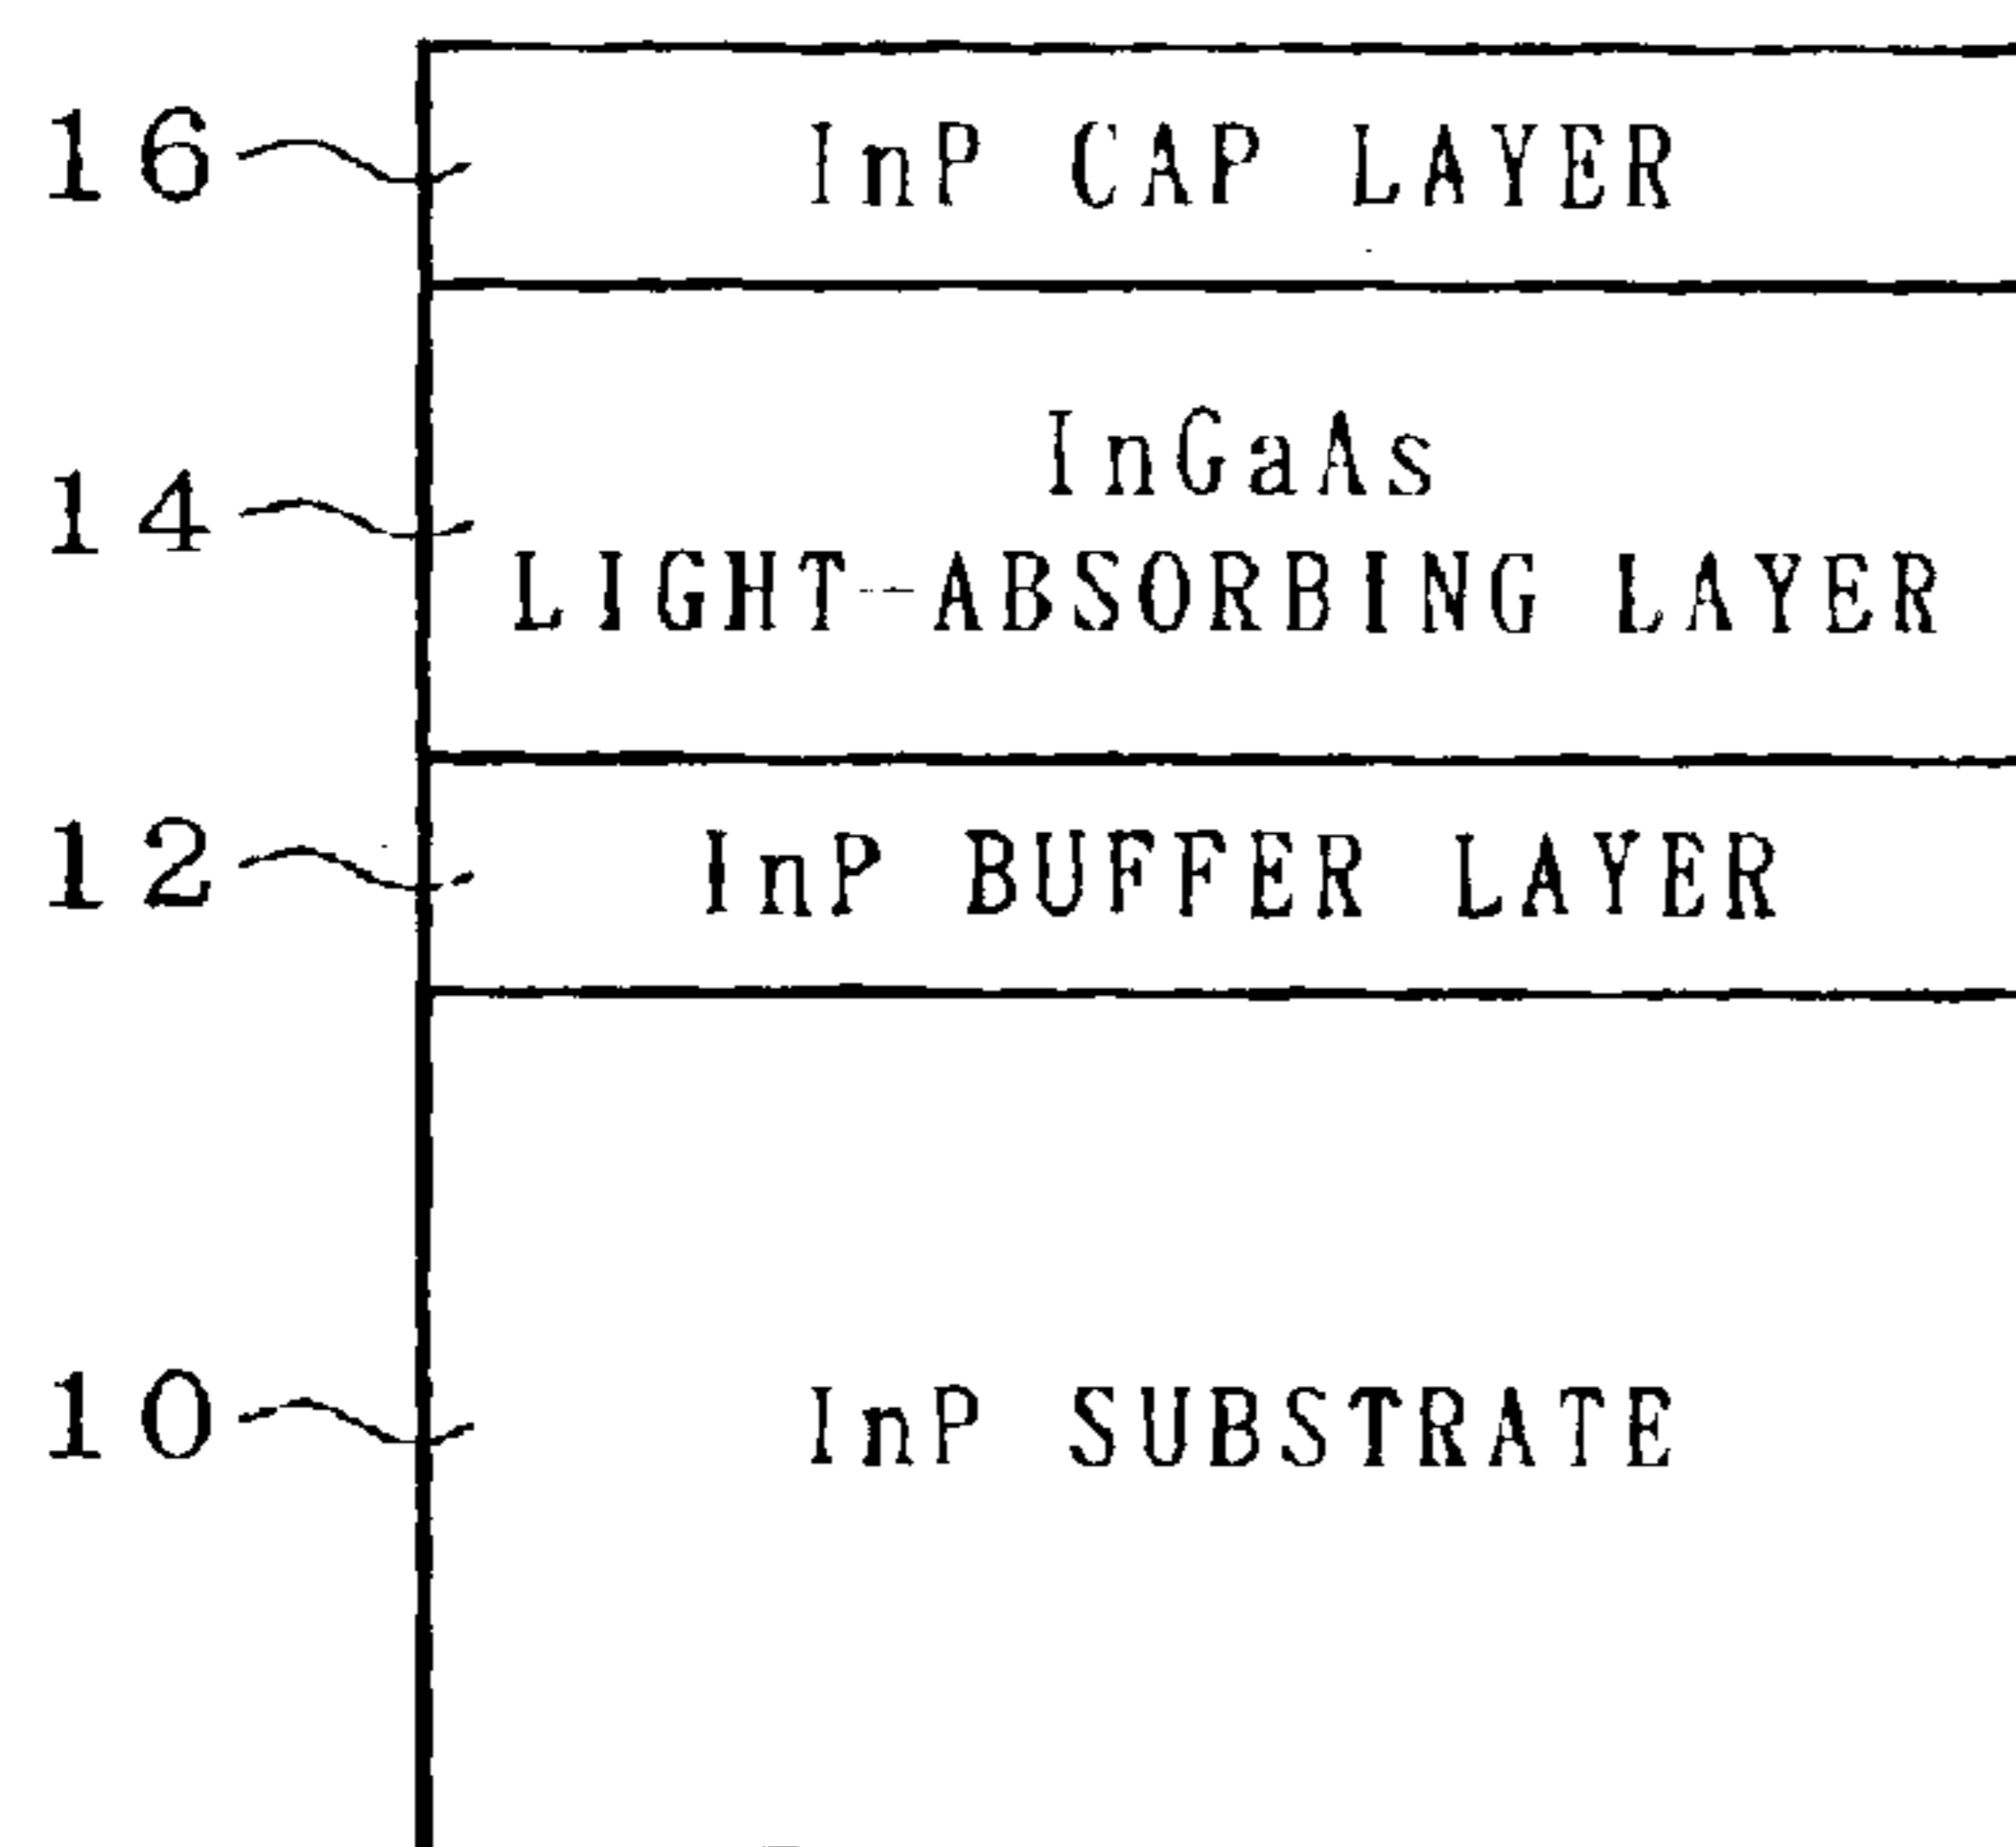 16 InP CAP LAYER
InGaAs
14 LIGHT-ABSORBING LAYER
12 InP BUFFER LAYER
10 InP SUBSTRATE